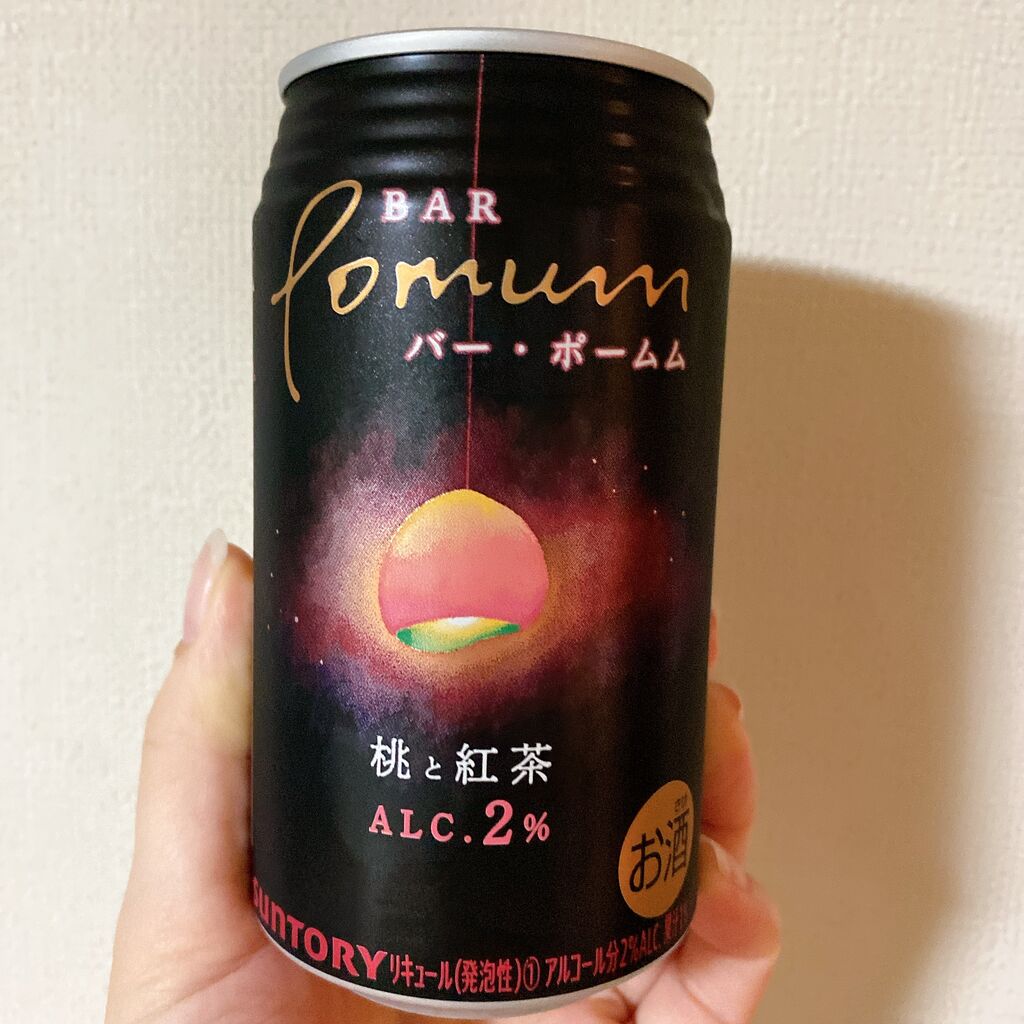 BAR
Pomum
バー・ポームム
桃と紅茶
ALC.2%
お酒
SUNTORY
リキュール(発泡性)① アルコール分2%ALC.